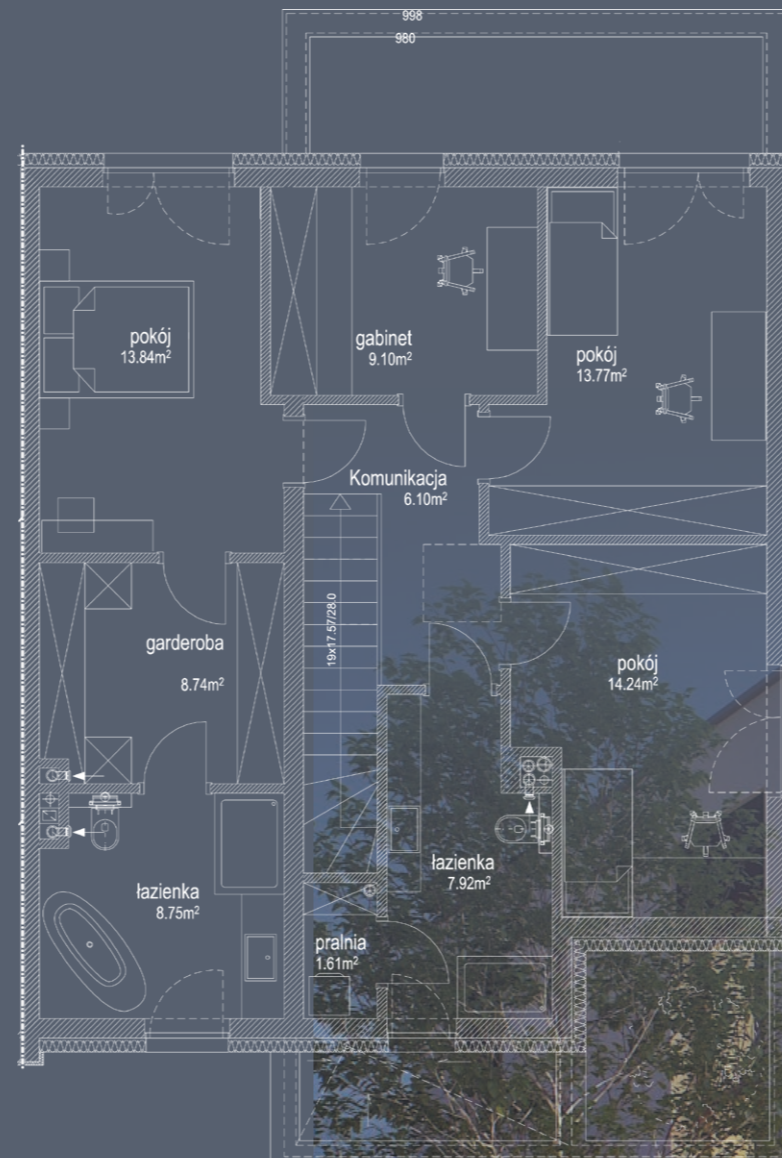 998
980
pokój
13.84m²
gabinet
9.10m²
pokój
13.77m²
Komunikacja
6.10m²
19x17.57/28.0
garderoba
8.74m²
pokój
14.24m²
łazienka
8.75m²
łazienka
7.92m²
pralnia
1.61m²